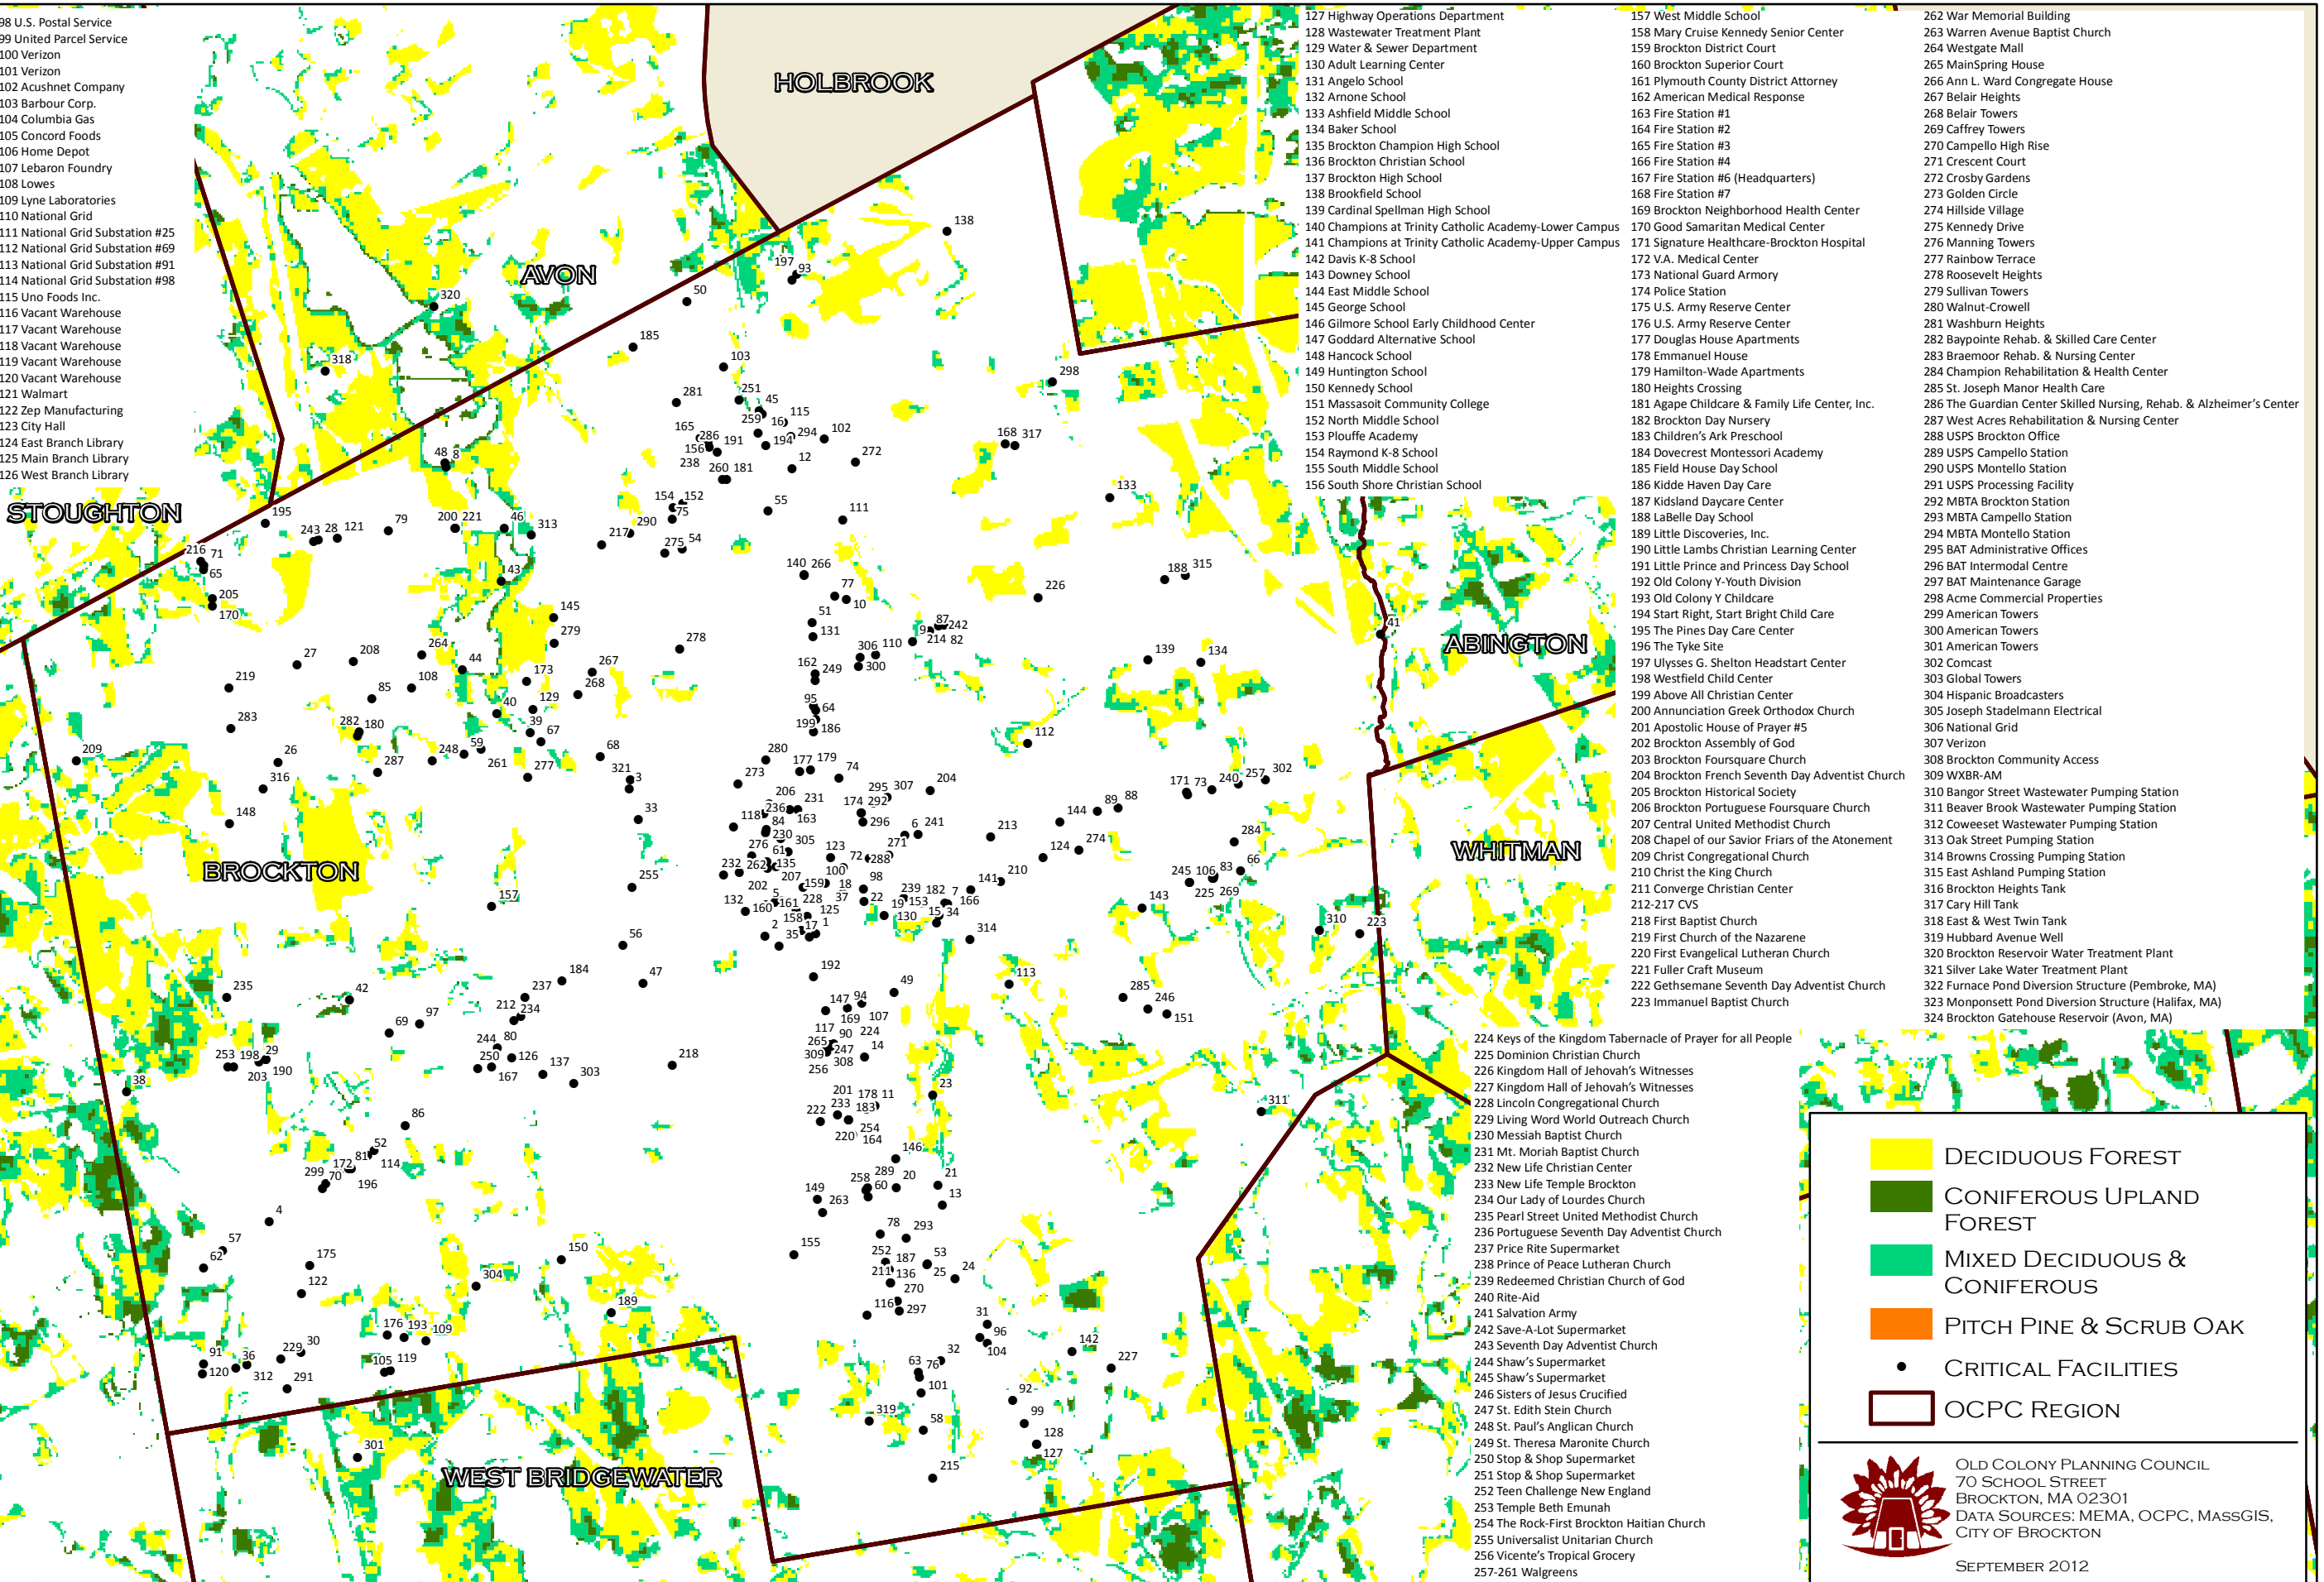 98 U.S. Postal Service
99 United Parcel Service
100 Verizon
101 Verizon
102 Acushnet Company
103 Barbour Corp.
104 Columbia Gas
105 Concord Foods
106 Home Depot
107 Lebaron Foundry
108 Lowes
109 Lyne Laboratories
110 National Grid
111 National Grid Substation #25
112 National Grid Substation #69
113 National Grid Substation #91
114 National Grid Substation #98
115 Uno Foods Inc.
116 Vacant Warehouse
117 Vacant Warehouse
118 Vacant Warehouse
119 Vacant Warehouse
120 Vacant Warehouse
121 Walmart
122 Zep Manufacturing
123 City Hall
124 East Branch Library
125 Main Branch Library
126 West Branch Library
127 Highway Operations Department
128 Wastewater Treatment Plant
129 Water & Sewer Department
130 Adult Learning Center
131 Angelo School
132 Arnone School
133 Ashfield Middle School
134 Baker School
135 Brockton Champion High School
136 Brockton Christian School
137 Brockton High School
138 Brookfield School
139 Cardinal Spellman High School
140 Champions at Trinity Catholic Academy-Lower Campus
141 Champions at Trinity Catholic Academy-Upper Campus
142 Davis K-8 School
143 Downey School
144 East Middle School
145 George School
146 Gilmore School Early Childhood Center
147 Goddard Alternative School
148 Hancock School
149 Huntington School
150 Kennedy School
151 Massasoit Community College
152 North Middle School
153 Plouffe Academy
154 Raymond K-8 School
155 South Middle School
156 South Shore Christian School
157 West Middle School
158 Mary Cruise Kennedy Senior Center
159 Brockton District Court
160 Brockton Superior Court
161 Plymouth County District Attorney
162 American Medical Response
163 Fire Station #1
164 Fire Station #2
165 Fire Station #3
166 Fire Station #4
167 Fire Station #6 (Headquarters)
168 Fire Station #7
169 Brockton Neighborhood Health Center
170 Good Samaritan Medical Center
171 Signature Healthcare-Brockton Hospital
172 V.A. Medical Center
173 National Guard Armory
174 Police Station
175 U.S. Army Reserve Center
176 U.S. Army Reserve Center
177 Douglas House Apartments
178 Emmanuel House
179 Hamilton-Wade Apartments
180 Heights Crossing
181 Agape Childcare & Family Life Center, Inc.
182 Brockton Day Nursery
183 Children's Ark Preschool
184 Dovecrest Montessori Academy
185 Field House Day School
186 Kidde Haven Day Care
187 Kidsland Daycare Center
188 LaBelle Day School
189 Little Discoveries, Inc.
190 Little Lambs Christian Learning Center
191 Little Prince and Princess Day School
192 Old Colony Y-Youth Division
193 Old Colony Y Childcare
194 Start Right, Start Bright Child Care
195 The Pines Day Care Center
196 The Tyke Site
197 Ulysses G. Shelton Headstart Center
198 Westfield Child Center
199 Above All Christian Center
200 Annunciation Greek Orthodox Church
201 Apostolic House of Prayer #5
202 Brockton Assembly of God
203 Brockton Foursquare Church
204 Brockton French Seventh Day Adventist Church
205 Brockton Historical Society
206 Brockton Portuguese Foursquare Church
207 Central United Methodist Church
208 Chapel of our Savior Friars of the Atonement
209 Christ Congregational Church
210 Christ the King Church
211 Converge Christian Center
212-217 CVS
218 First Baptist Church
219 First Church of the Nazarene
220 First Evangelical Lutheran Church
221 Fuller Craft Museum
222 Gethsemane Seventh Day Adventist Church
223 Immanuel Baptist Church
224 Keys of the Kingdom Tabernacle of Prayer for all People
225 Dominion Christian Church
226 Kingdom Hall of Jehovah's Witnesses
227 Kingdom Hall of Jehovah's Witnesses
228 Lincoln Congregational Church
229 Living Word World Outreach Church
230 Messiah Baptist Church
231 Mt. Moriah Baptist Church
232 New Life Christian Center
233 New Life Temple Brockton
234 Our Lady of Lourdes Church
235 Pearl Street United Methodist Church
236 Portuguese Seventh Day Adventist Church
237 Price Rite Supermarket
238 Prince of Peace Lutheran Church
239 Redeemed Christian Church of God
240 Rite-Aid
241 Salvation Army
242 Save-A-Lot Supermarket
243 Seventh Day Adventist Church
244 Shaw's Supermarket
245 Shaw's Supermarket
246 Sisters of Jesus Crucified
247 St. Edith Stein Church
248 St. Paul's Anglican Church
249 St. Theresa Maronite Church
250 Stop & Shop Supermarket
251 Stop & Shop Supermarket
252 Teen Challenge New England
253 Temple Beth Emunah
254 The Rock-First Brockton Haitian Church
255 Universalist Unitarian Church
256 Vicente's Tropical Grocery
257-261 Walgreens
262 War Memorial Building
263 Warren Avenue Baptist Church
264 Westgate Mall
265 MainSpring House
266 Ann L. Ward Congregate House
267 Belair Heights
268 Belair Towers
269 Caffrey Towers
270 Campello High Rise
271 Crescent Court
272 Crosby Gardens
273 Golden Circle
274 Hillside Village
275 Kennedy Drive
276 Manning Towers
277 Rainbow Terrace
278 Roosevelt Heights
279 Sullivan Towers
280 Walnut-Crowell
281 Washburn Heights
282 Baypointe Rehab. & Skilled Care Center
283 Braemoor Rehab. & Nursing Center
284 Champion Rehabilitation & Health Center
285 St. Joseph Manor Health Care
286 The Guardian Center Skilled Nursing, Rehab. & Alzheimer's Center
287 West Acres Rehabilitation & Nursing Center
288 USPS Brockton Office
289 USPS Campello Station
290 USPS Montello Station
291 USPS Processing Facility
292 MBTA Brockton Station
293 MBTA Campello Station
294 MBTA Montello Station
295 BAT Administrative Offices
296 BAT Intermodal Centre
297 BAT Maintenance Garage
298 Acme Commercial Properties
299 American Towers
300 American Towers
301 American Towers
302 Comcast
303 Global Towers
304 Hispanic Broadcasters
305 Joseph Stadelmann Electrical
306 National Grid
307 Verizon
308 Brockton Community Access
309 WXBR-AM
310 Bangor Street Wastewater Pumping Station
311 Beaver Brook Wastewater Pumping Station
312 Coweeset Wastewater Pumping Station
313 Oak Street Pumping Station
314 Browns Crossing Pumping Station
315 East Ashland Pumping Station
316 Brockton Heights Tank
317 Cary Hill Tank
318 East & West Twin Tank
319 Hubbard Avenue Well
320 Brockton Reservoir Water Treatment Plant
321 Silver Lake Water Treatment Plant
322 Furnace Pond Diversion Structure (Pembroke, MA)
323 Monponsett Pond Diversion Structure (Halifax, MA)
324 Brockton Gatehouse Reservoir (Avon, MA)
HOLBROOK
AVON
STOUGHTON
ABINGTON
BROCKTON
WHITMAN
WEST BRIDGEWATER
DECIDUOUS FOREST
CONIFEROUS UPLAND
FOREST
MIXED DECIDUOUS &
CONIFEROUS
PITCH PINE & SCRUB OAK
CRITICAL FACILITIES
OCPC REGION
OLD COLONY PLANNING COUNCIL
70 SCHOOL STREET
BROCKTON, MA 02301
DATA SOURCES: MEMA, OCPC, MASSGIS,
CITY OF BROCKTON
SEPTEMBER 2012